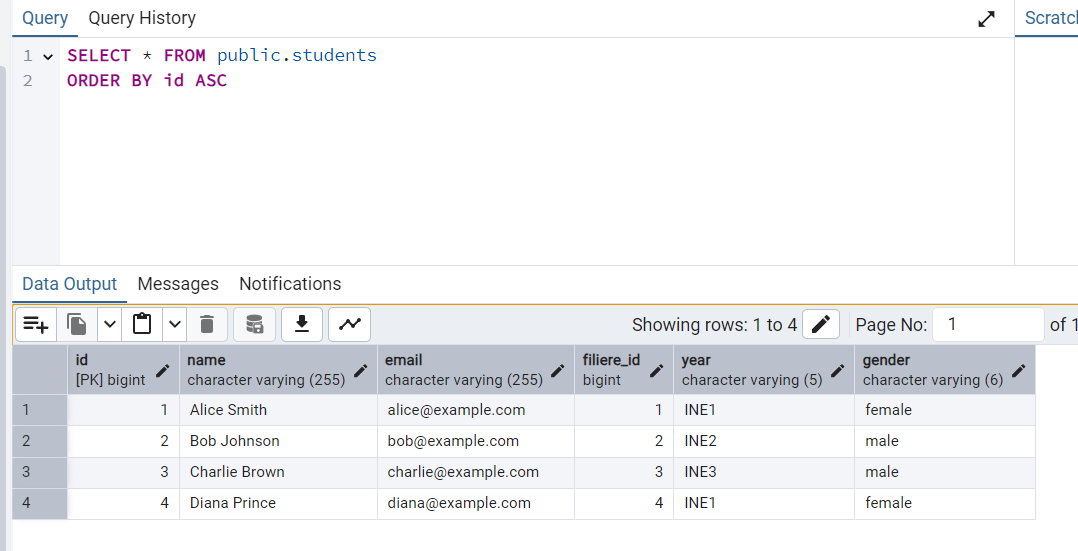 Query Query History Scratch
1 SELECT * FROM public.students
2 ORDER BY id ASC
Data Output Messages Notifications
Showing rows: 1 to 4 Page No: 1 of 1
id name email filiere_id year gender
[PK] bigint character varying (255) character varying (255) bigint character varying (5) character varying (6)
1 1 Alice Smith alice@example.com 1 INE1 female
2 2 Bob Johnson bob@example.com 2 INE2 male
3 3 Charlie Brown charlie@example.com 3 INE3 male
4 4 Diana Prince diana@example.com 4 INE1 female